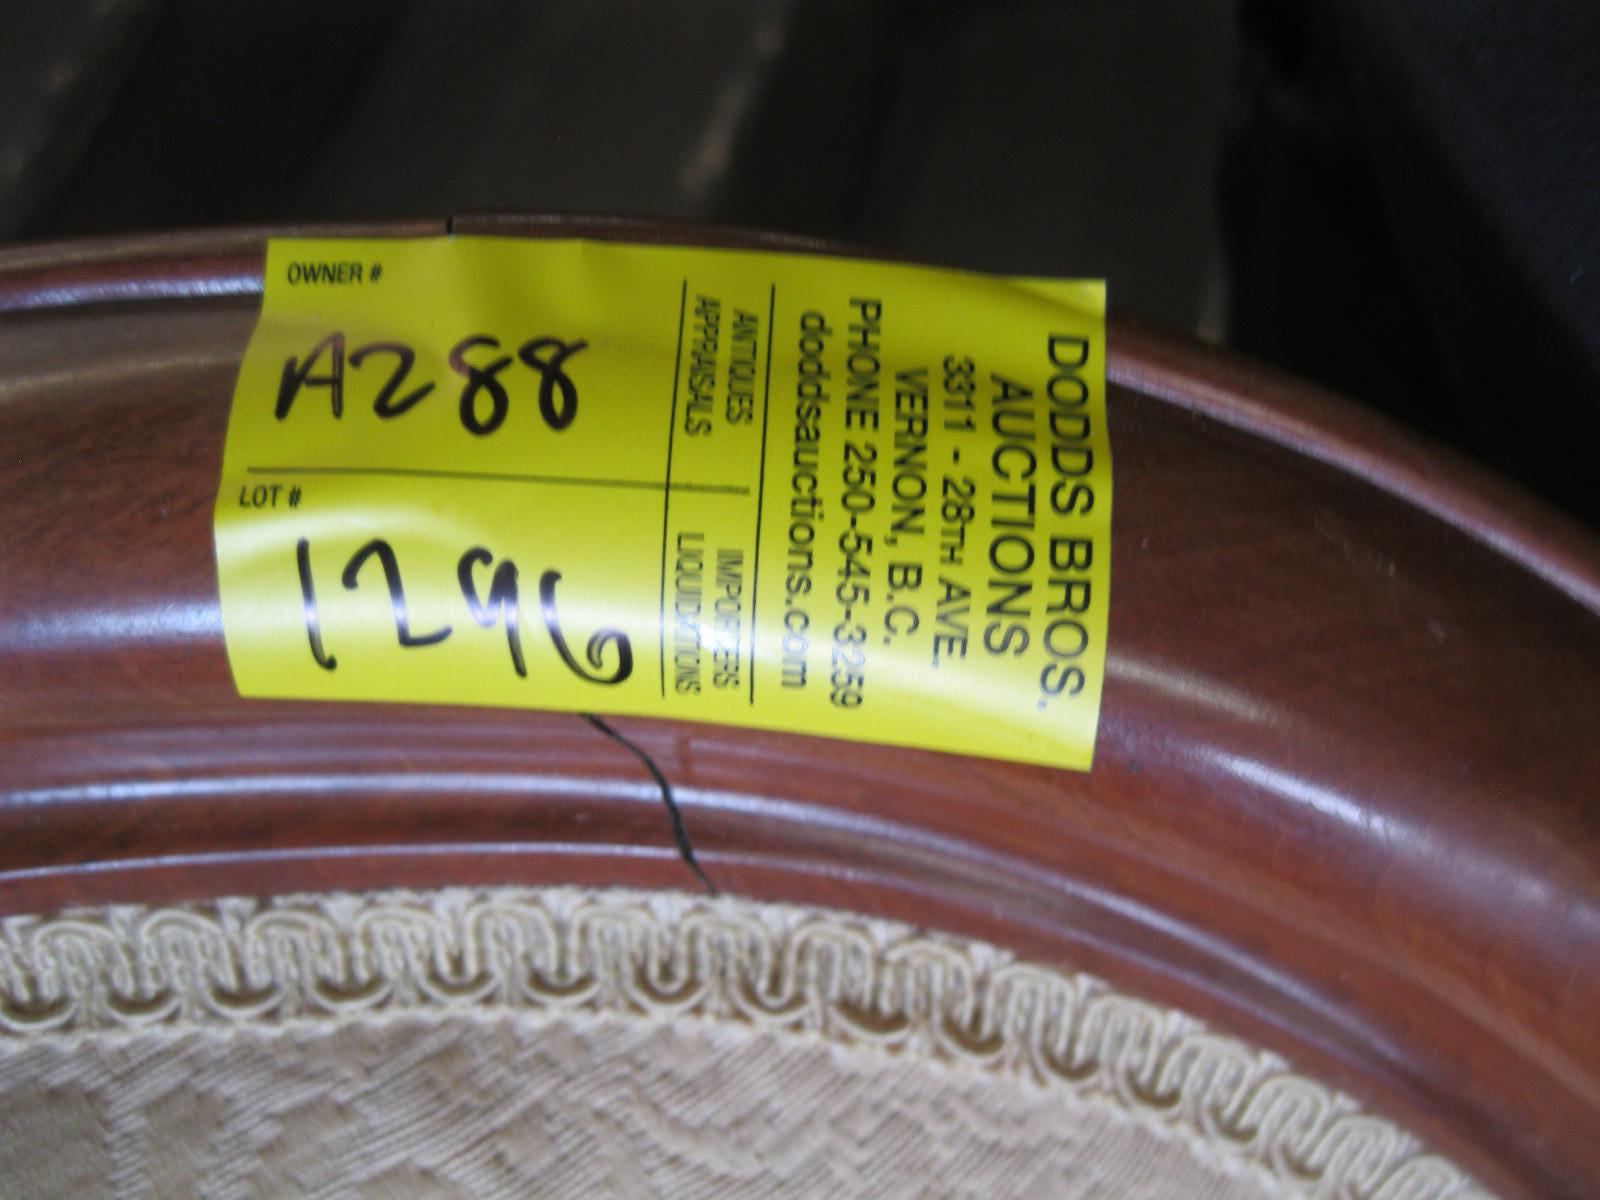 OWNER #
A288
LOT #
1296
DODDS BROS.
AUCTIONS
3311 - 28TH AVE.
VERNON, B.C.
PHONE 250-545-3259
doddsauctions.com
ANTIQUES
APPRAISALS
IMPORTERS
LIQUIDATIONS